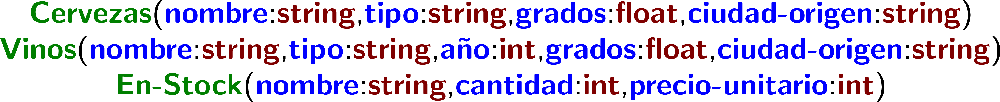 Cervezas(nombre:string,tipo:string,grados:float,ciudad-origen:string)
Vinos(nombre:string,tipo:string,año:int,grados:float,ciudad-origen:string)
En-Stock(nombre:string,cantidad:int,precio-unitario:int)